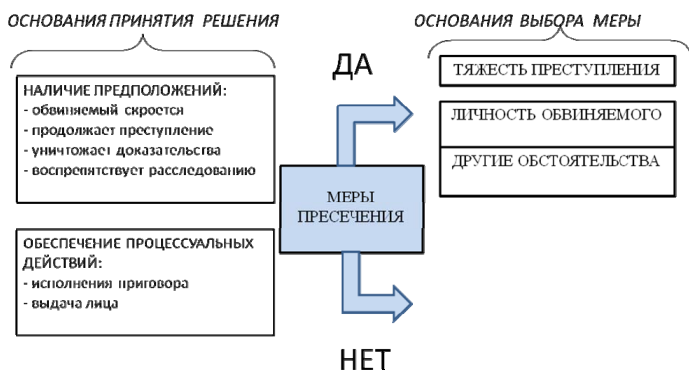 ОСНОВАНИЯ ПРИНЯТИЯ РЕШЕНИЯ
НАЛИЧИЕ ПРЕДПОЛОЖЕНИЙ:
- обвиняемый скроется
- продолжает преступление
- уничтожает доказательства
- воспрепятствует расследованию
ОБЕСПЕЧЕНИЕ ПРОЦЕССУАЛЬНЫХ
ДЕЙСТВИЙ:
- исполнения приговора
- выдача лица
ДА
МЕРЫ
ПРЕСЕЧЕНИЯ
НЕТ
ОСНОВАНИЯ ВЫБОРА МЕРЫ
ТЯЖЕСТЬ ПРЕСТУПЛЕНИЯ
ЛИЧНОСТЬ ОБВИНЯЕМОГО
ДРУГИЕ ОБСТОЯТЕЛЬСТВА